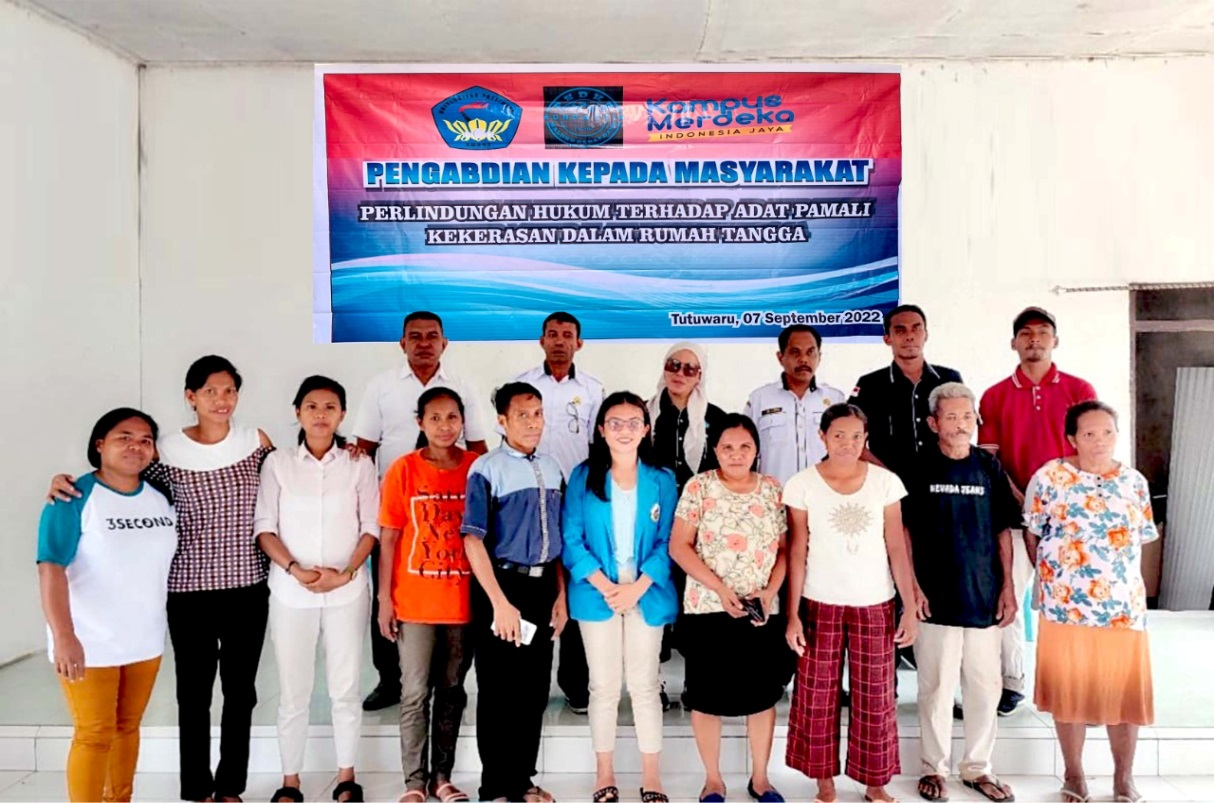 Kampus
Merdeka
INDONESIA JAYA
PENGABDIAN KEPADA MASYARAKAT
PERLINDUNGAN HUKUM TERHADAP ADAT PAMALI
KEKERASAN DALAM RUMAH TANGGA
Tutuwaru, 07 September 2022
3SECOND
NEVADA JEANS